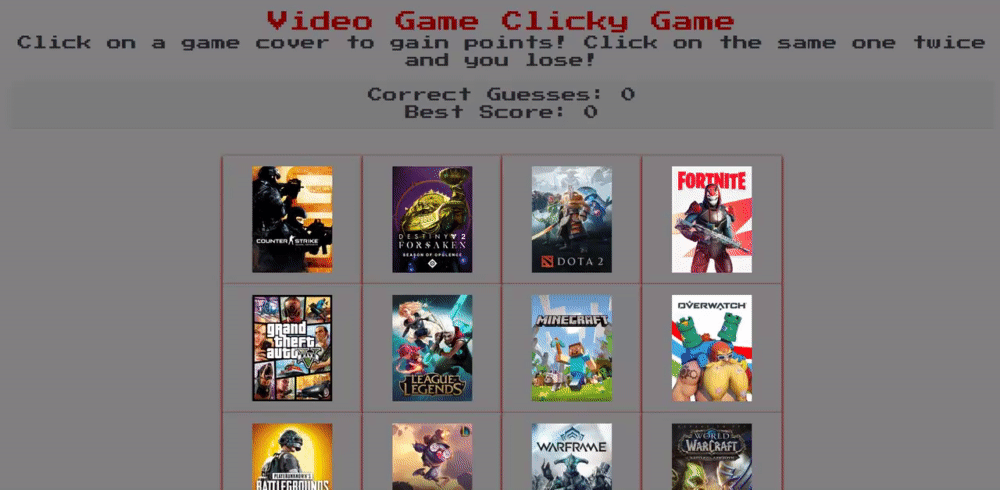 Video Game Clicky Game
Click on a game cover to gain points! Click on the same one twice
and you lose!
Correct Guesses: 0
Best Score: 0
COUNTER STRIKE
DESTINY 2
FORSAKEN
SEASON OF OPULENCE
DOTA 2
FORTNITE
grand
theft
auto
V
LEAGUE
LEGENDS
MINECRAFT
OVERWATCH
PLAYERUNKNOWN'S
BATTLEGROUNDS
WARFRAME
WORLD
WARCRAFT